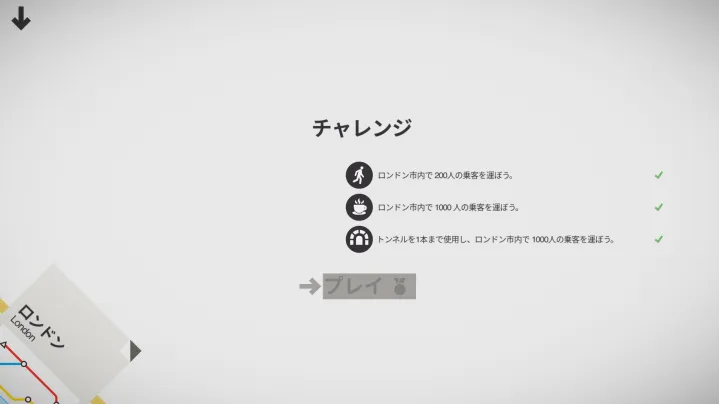 チャレンジ
ロンドン市内で 200人の乗客を運ぼう。
ロンドン市内で 1000 人の乗客を運ぼう。
トンネルを1本まで使用し、ロンドン市内で 1000人の乗客を運ぼう。
プレイ
ロンドン
London